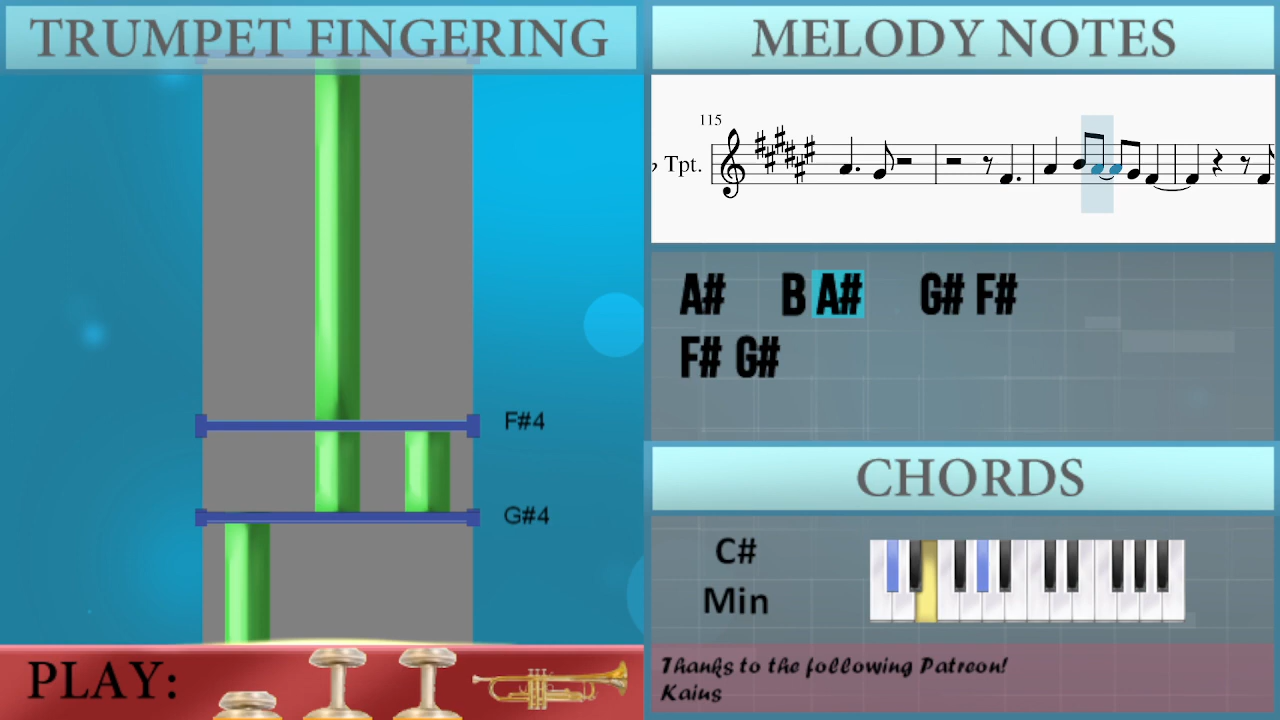 TRUMPET FINGERING
F#4
G#4
PLAY:
MELODY NOTES
115
♭ Tpt.
A# B A# G# F#
F# G#
CHORDS
C#
Min
Thanks to the following Patreon!
Kaius